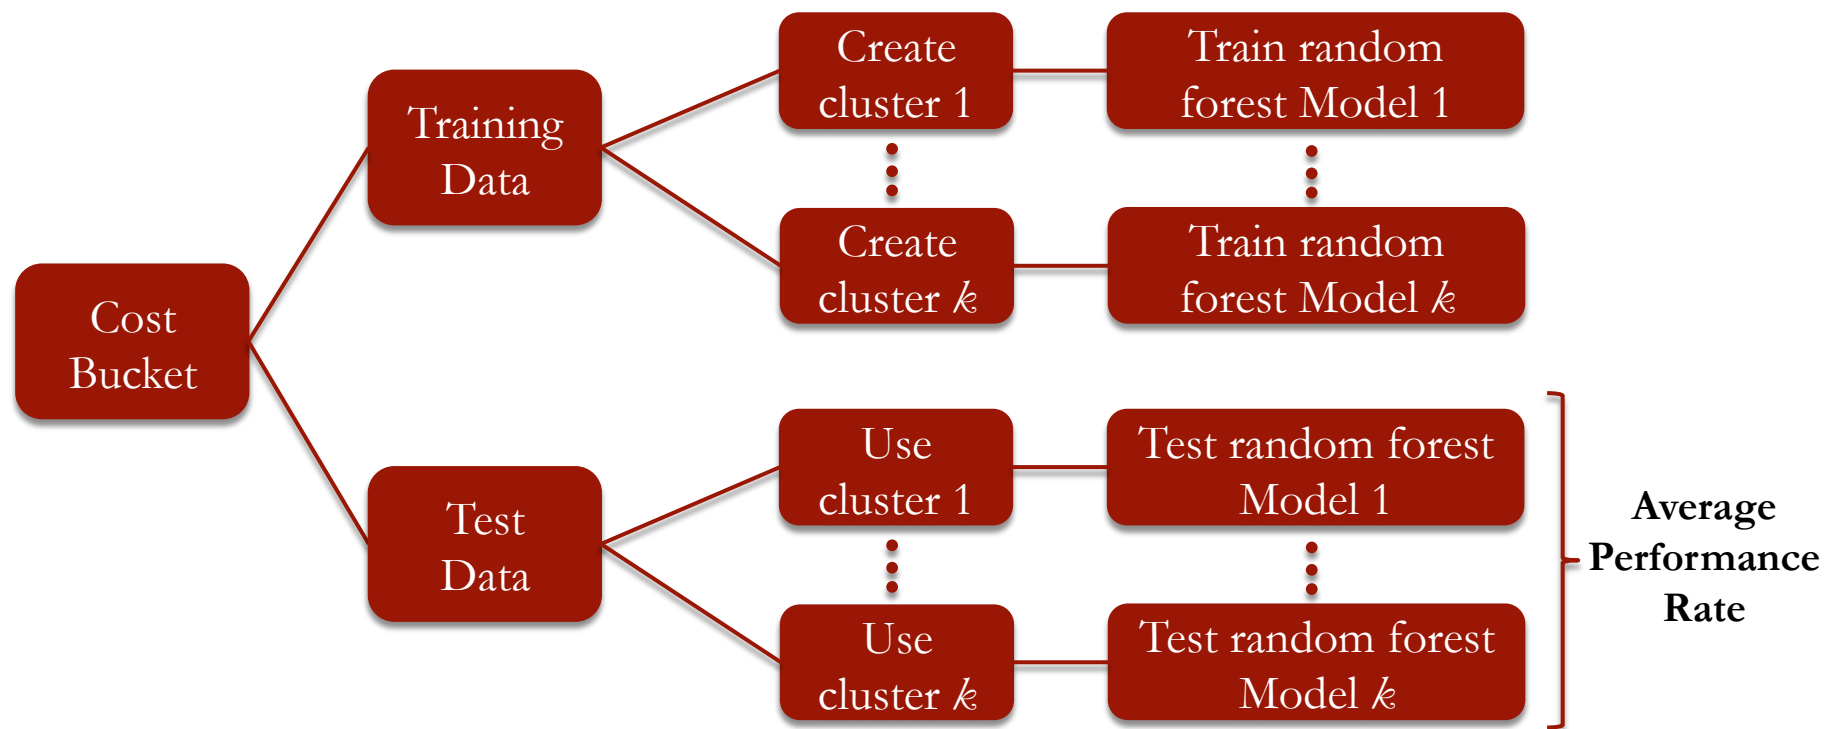 Cost
Bucket
Training
Data
Create
cluster 1
Train random
forest Model 1
Create
cluster k
Train random
forest Model k
Test
Data
Use
cluster 1
Test random forest
Model 1
Use
cluster k
Test random forest
Model k
Average
Performance
Rate